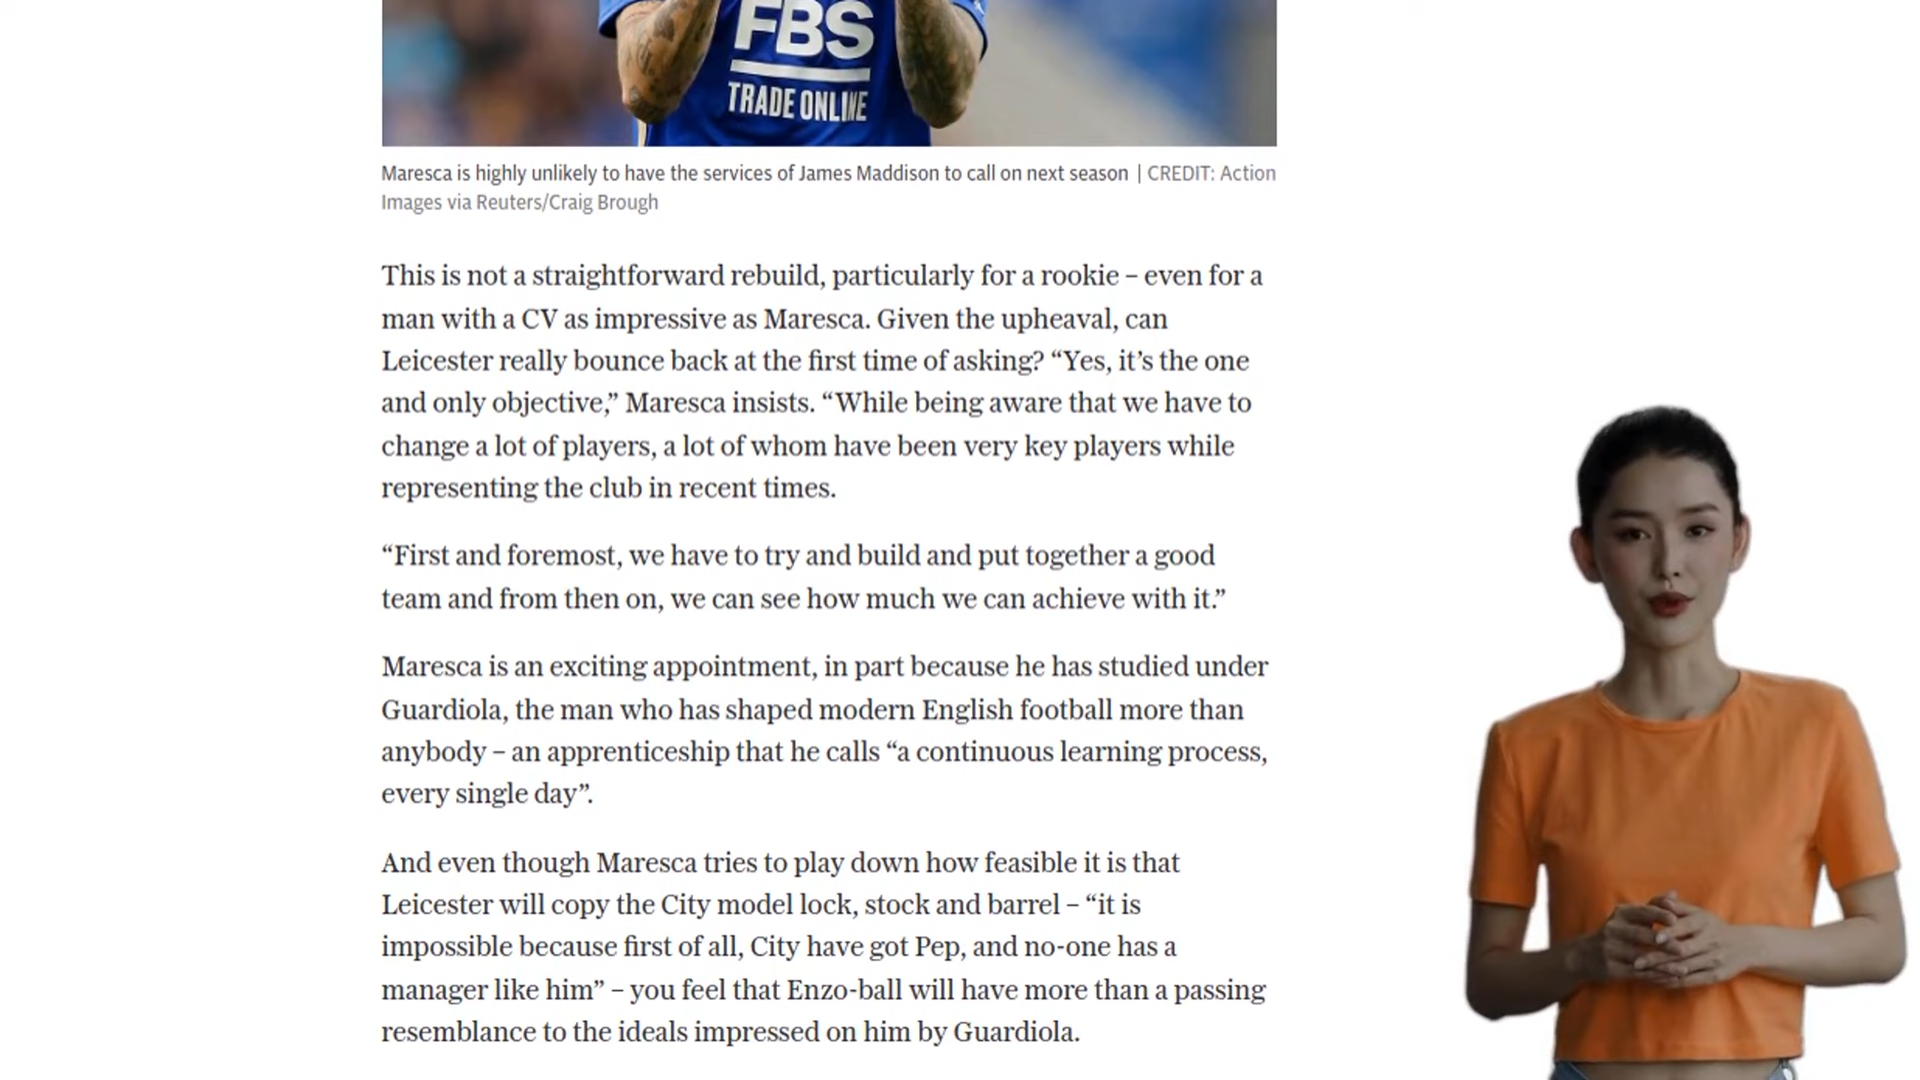 FBS
TRADE ONLINE
Maresca is highly unlikely to have the services of James Maddison to call on next season | CREDIT: Action
Images via Reuters/Craig Brough
This is not a straightforward rebuild, particularly for a rookie – even for a
man with a CV as impressive as Maresca. Given the upheaval, can
Leicester really bounce back at the first time of asking? “Yes, it’s the one
and only objective,” Maresca insists. “While being aware that we have to
change a lot of players, a lot of whom have been very key players while
representing the club in recent times.
“First and foremost, we have to try and build and put together a good
team and from then on, we can see how much we can achieve with it.”
Maresca is an exciting appointment, in part because he has studied under
Guardiola, the man who has shaped modern English football more than
anybody – an apprenticeship that he calls “a continuous learning process,
every single day”.
And even though Maresca tries to play down how feasible it is that
Leicester will copy the City model lock, stock and barrel – “it is
impossible because first of all, City have got Pep, and no-one has a
manager like him” – you feel that Enzo-ball will have more than a passing
resemblance to the ideals impressed on him by Guardiola.